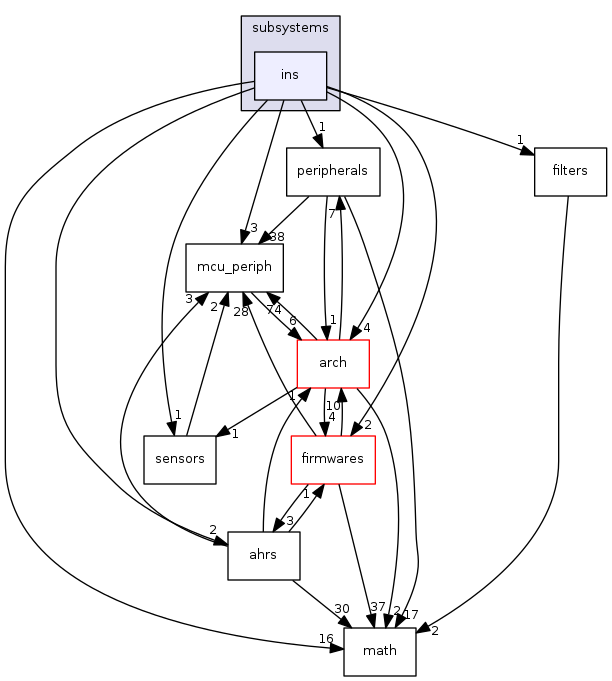 subsystems
ins
1
1
peripherals
filters
7
3
38
mcu_periph
3
2
28
74
6
1
4
arch
1
10
4
2
1
1
sensors
firmwares
1
3
2
ahrs
30
37
2
17
2
16
math